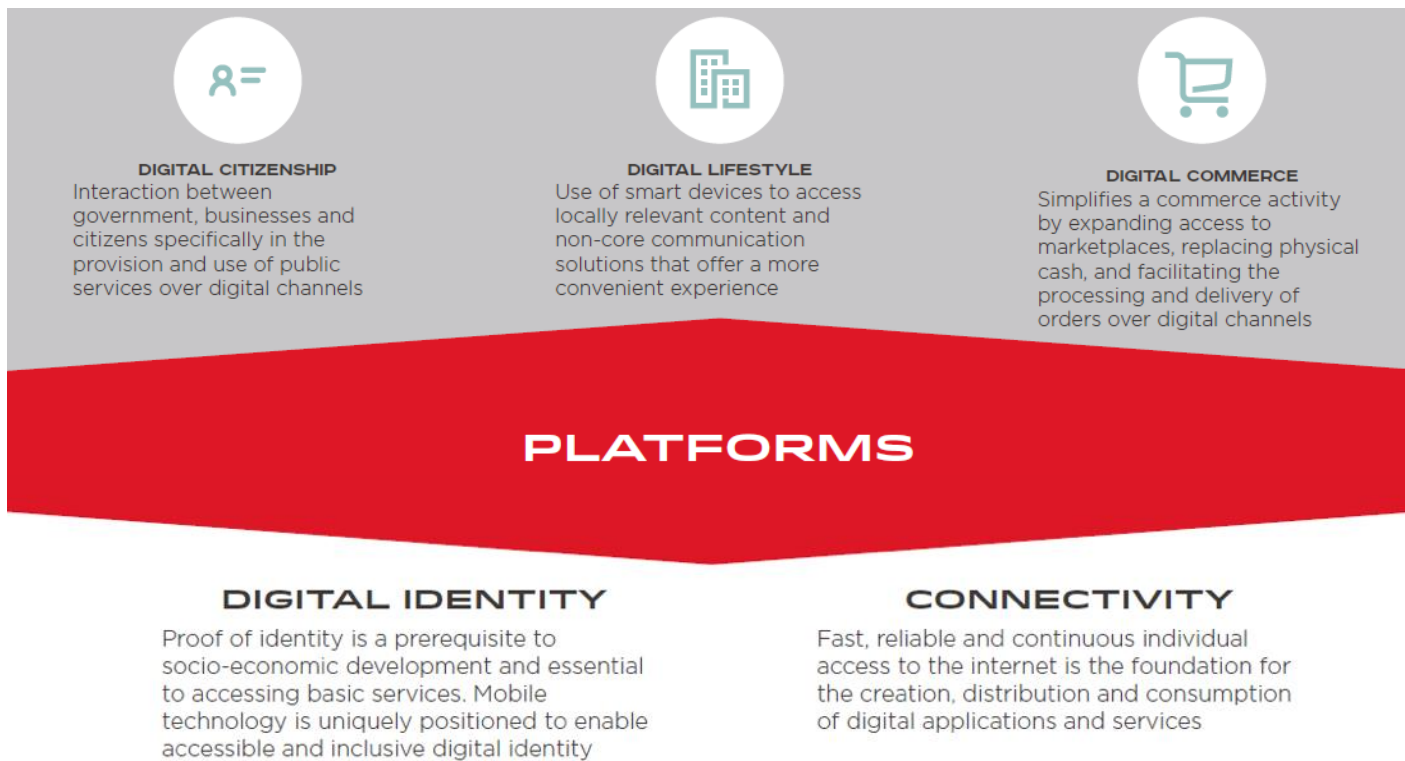 DIGITAL CITIZENSHIP
Interaction between
government, businesses and
citizens specifically in the
provision and use of public
services over digital channels
DIGITAL LIFESTYLE
Use of smart devices to access
locally relevant content and
non-core communication
solutions that offer a more
convenient experience
DIGITAL COMMERCE
Simplifies a commerce activity
by expanding access to
marketplaces, replacing physical
cash, and facilitating the
processing and delivery of
orders over digital channels
PLATFORMS
DIGITAL IDENTITY
Proof of identity is a prerequisite to
socio-economic development and essential
to accessing basic services. Mobile
technology is uniquely positioned to enable
accessible and inclusive digital identity
CONNECTIVITY
Fast, reliable and continuous individual
access to the internet is the foundation for
the creation, distribution and consumption
of digital applications and services